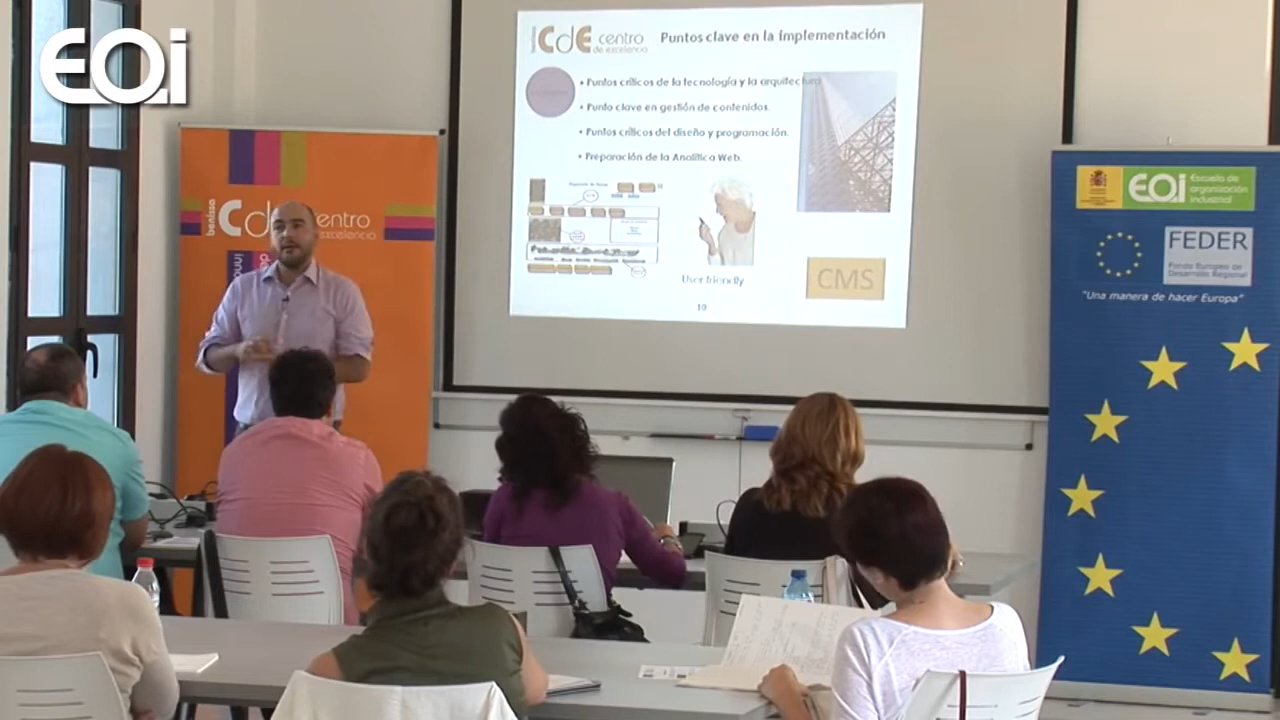 EOi
CdE centro
de excelencia
Puntos clave en la implementación
• Puntos críticos de la tecnología y la arquitectura.
• Punto clave en gestión de contenidos.
• Puntos críticos del diseño y programación.
• Preparación de la Analítica Web.
User friendly
CMS
10
benissa
Cd centro
excelencia
EOi
Escuela de
organización
industrial
FEDER
Fondo Europeo de
Desarrollo Regional
"Una manera de hacer Europa"